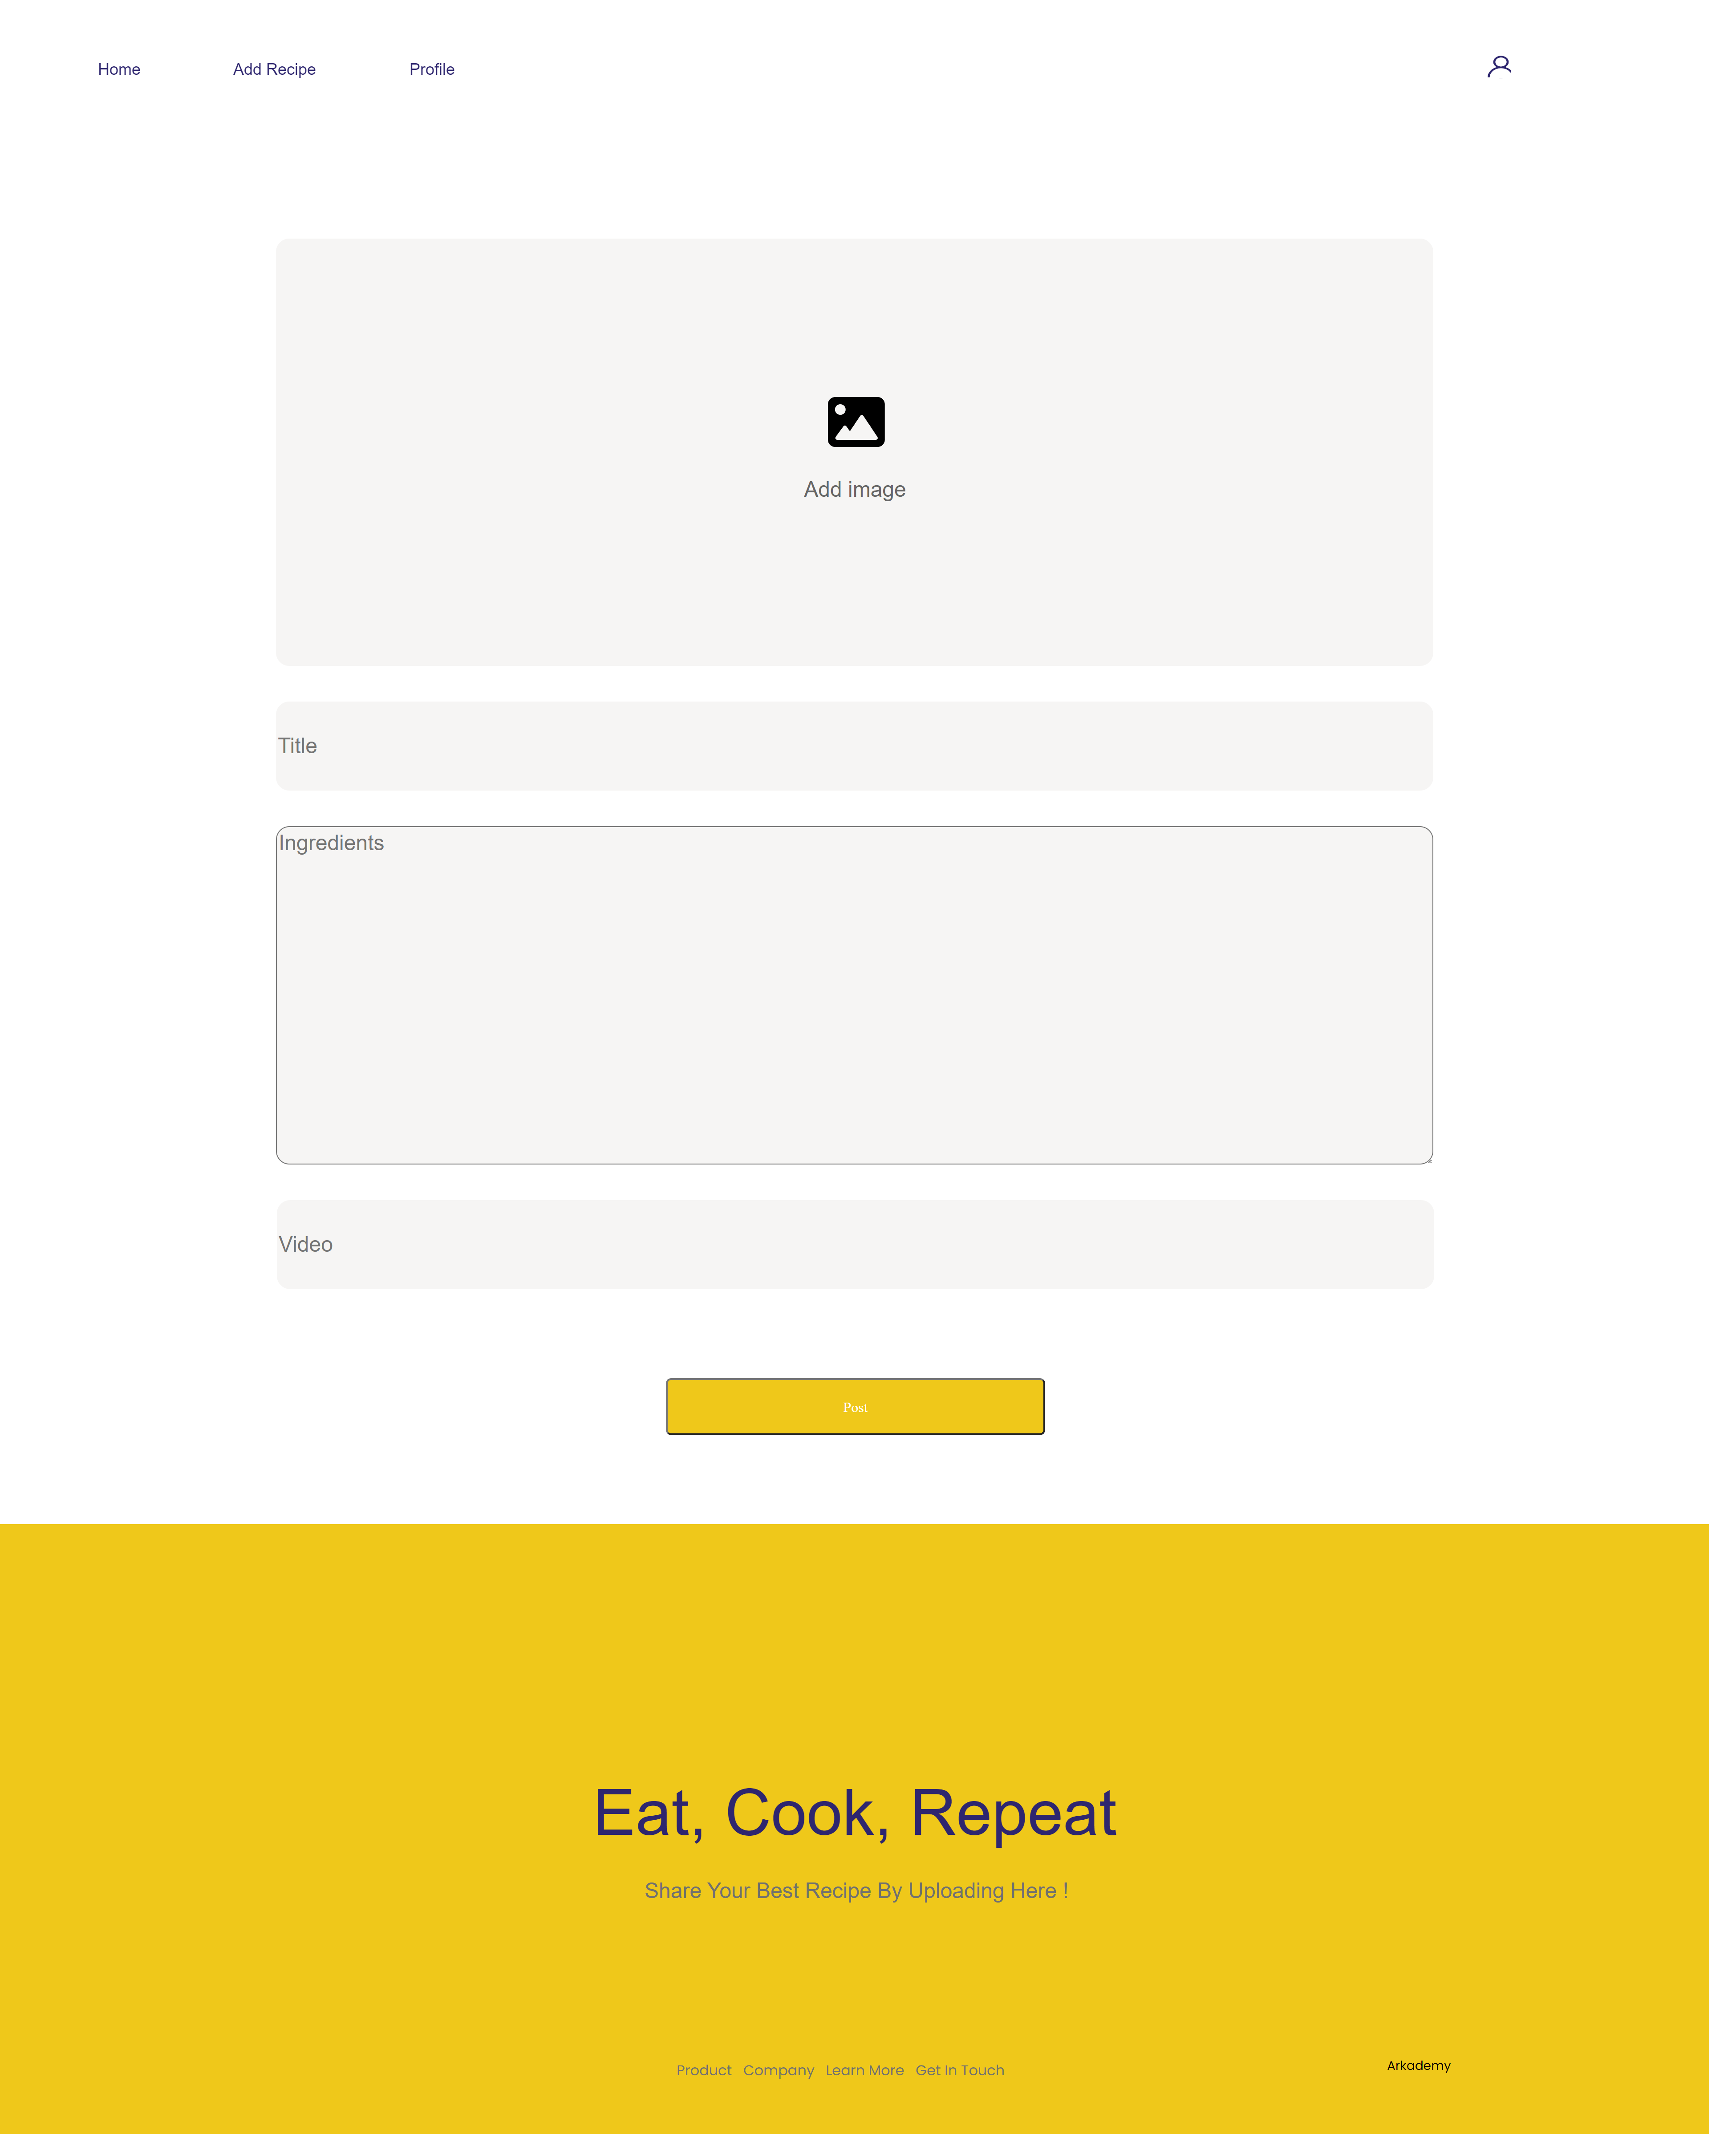 Home Add Recipe Profile
Add image
Title
Ingredients
Video
Post
Eat, Cook, Repeat
Share Your Best Recipe By Uploading Here !
Product Company Learn More Get In Touch Arkademy